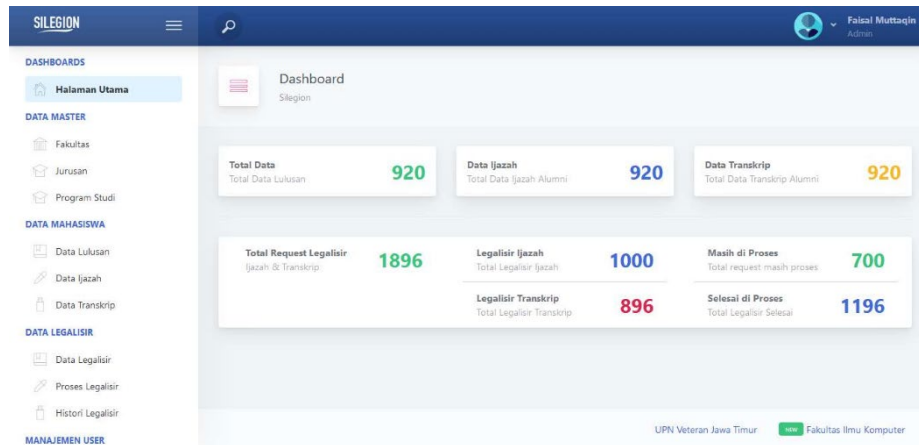 SILEGION
Faisal Muttaqin
Admin
DASHBOARDS
Halaman Utama
DATA MASTER
Fakultas
Jurusan
Program Studi
DATA MAHASISWA
Data Lulusan
Data Ijazah
Data Transkrip
DATA LEGALISIR
Data Legalisir
Proses Legalisir
Histori Legalisir
MANAJEMEN USER
Dashboard
Silegion
Total Data
Total Data Lulusan
920
Data Ijazah
Total Data Ijazah Alumni
920
Data Transkrip
Total Data Transkrip Alumni
920
Total Request Legalisir
Ijazah & Transkrip
1896
Legalisir Ijazah
Total Legalisir Ijazah
1000
Legalisir Transkrip
Total Legalisir Transkrip
896
Masih di Proses
Total request masih proses
700
Selesai di Proses
Total Legalisir Selesai
1196
UPN Veteran Jawa Timur
NEW Fakultas Ilmu Komputer